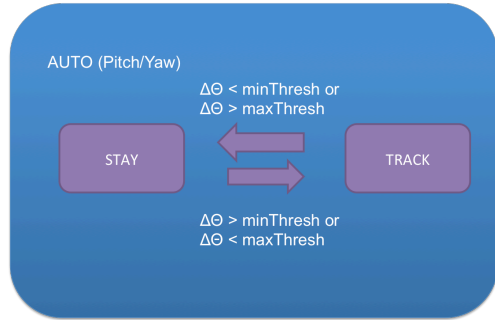 AUTO (Pitch/Yaw)
ΔΘ < minThresh or
ΔΘ > maxThresh
STAY
TRACK
ΔΘ > minThresh or
ΔΘ < maxThresh